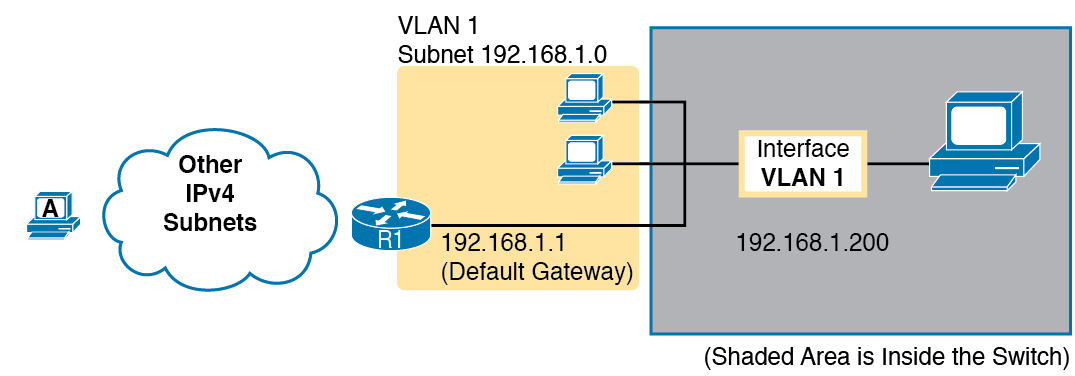 VLAN 1
Subnet 192.168.1.0
Other
IPv4
Subnets
A
R1
192.168.1.1
(Default Gateway)
Interface
VLAN 1
192.168.1.200
(Shaded Area is Inside the Switch)